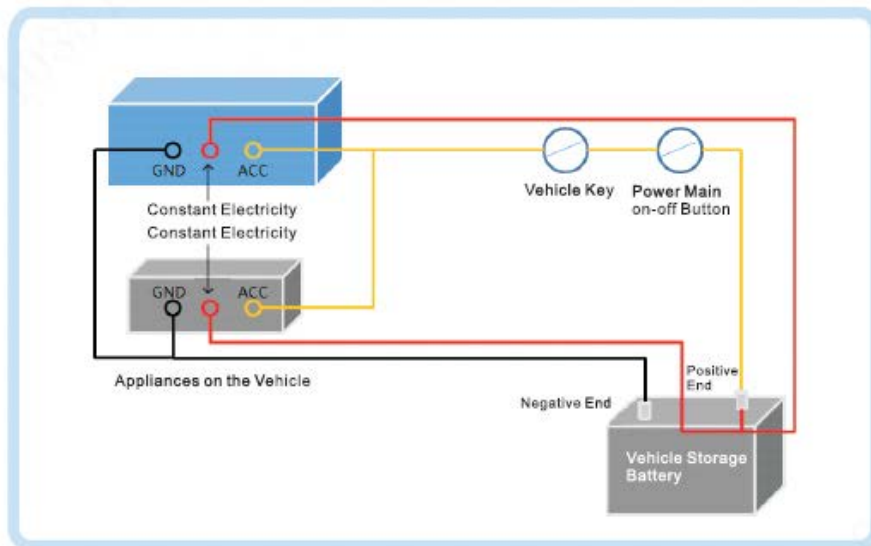 GND ACC
Constant Electricity
Constant Electricity
GND ACC
Appliances on the Vehicle
Vehicle Key
Power Main
on-off Button
Negative End
Positive
End
Vehicle Storage
Battery